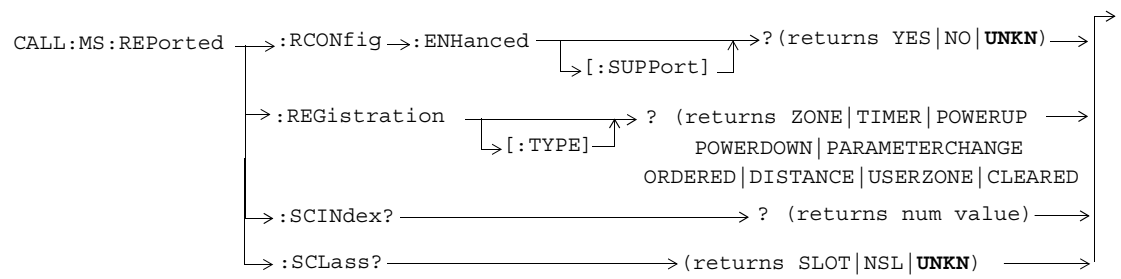 CALL:MS:REPorted :RCONfig :ENHanced ?(returns YES|NO|UNKN)
[:SUPPort]
:REGistration ? (returns ZONE|TIMER|POWERUP
[:TYPE] POWERDOWN|PARAMETERCHANGE
ORDERED|DISTANCE|USERZONE|CLEARED
:SCINdex? ? (returns num value)
:SCLass? (returns SLOT|NSL|UNKN)